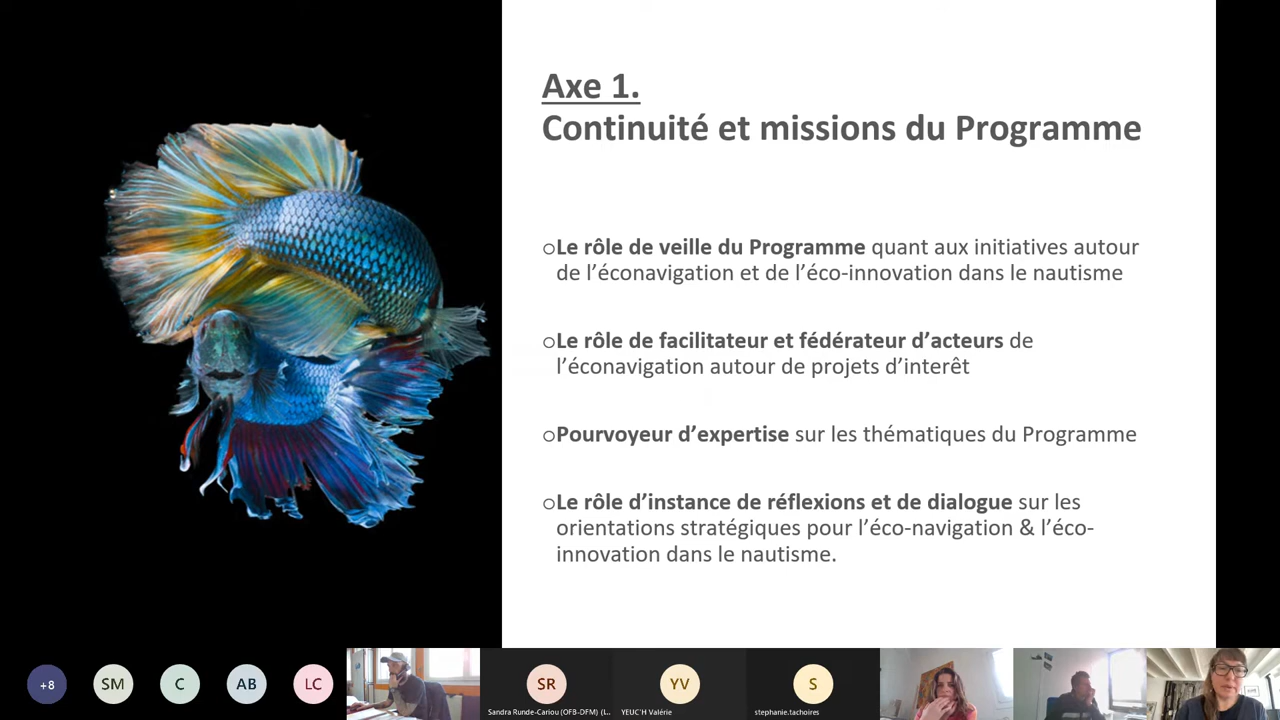 Axe 1.
Continuité et missions du Programme
oLe rôle de veille du Programme quant aux initiatives autour
de l'éconavigation et de l'éco-innovation dans le nautisme
oLe rôle de facilitateur et fédérateur d'acteurs de
l'éconavigation autour de projets d'interêt
oPourvoyeur d'expertise sur les thématiques du Programme
oLe rôle d'instance de réflexions et de dialogue sur les
orientations stratégiques pour l'éco-navigation & l'éco-
innovation dans le nautisme.
+8
SM
C
AB
LC
SR
YV
S
Sandra Runde-Cariou (OFB-DFM) (I...
YEUC'H Valérie
stephanie.tachoires